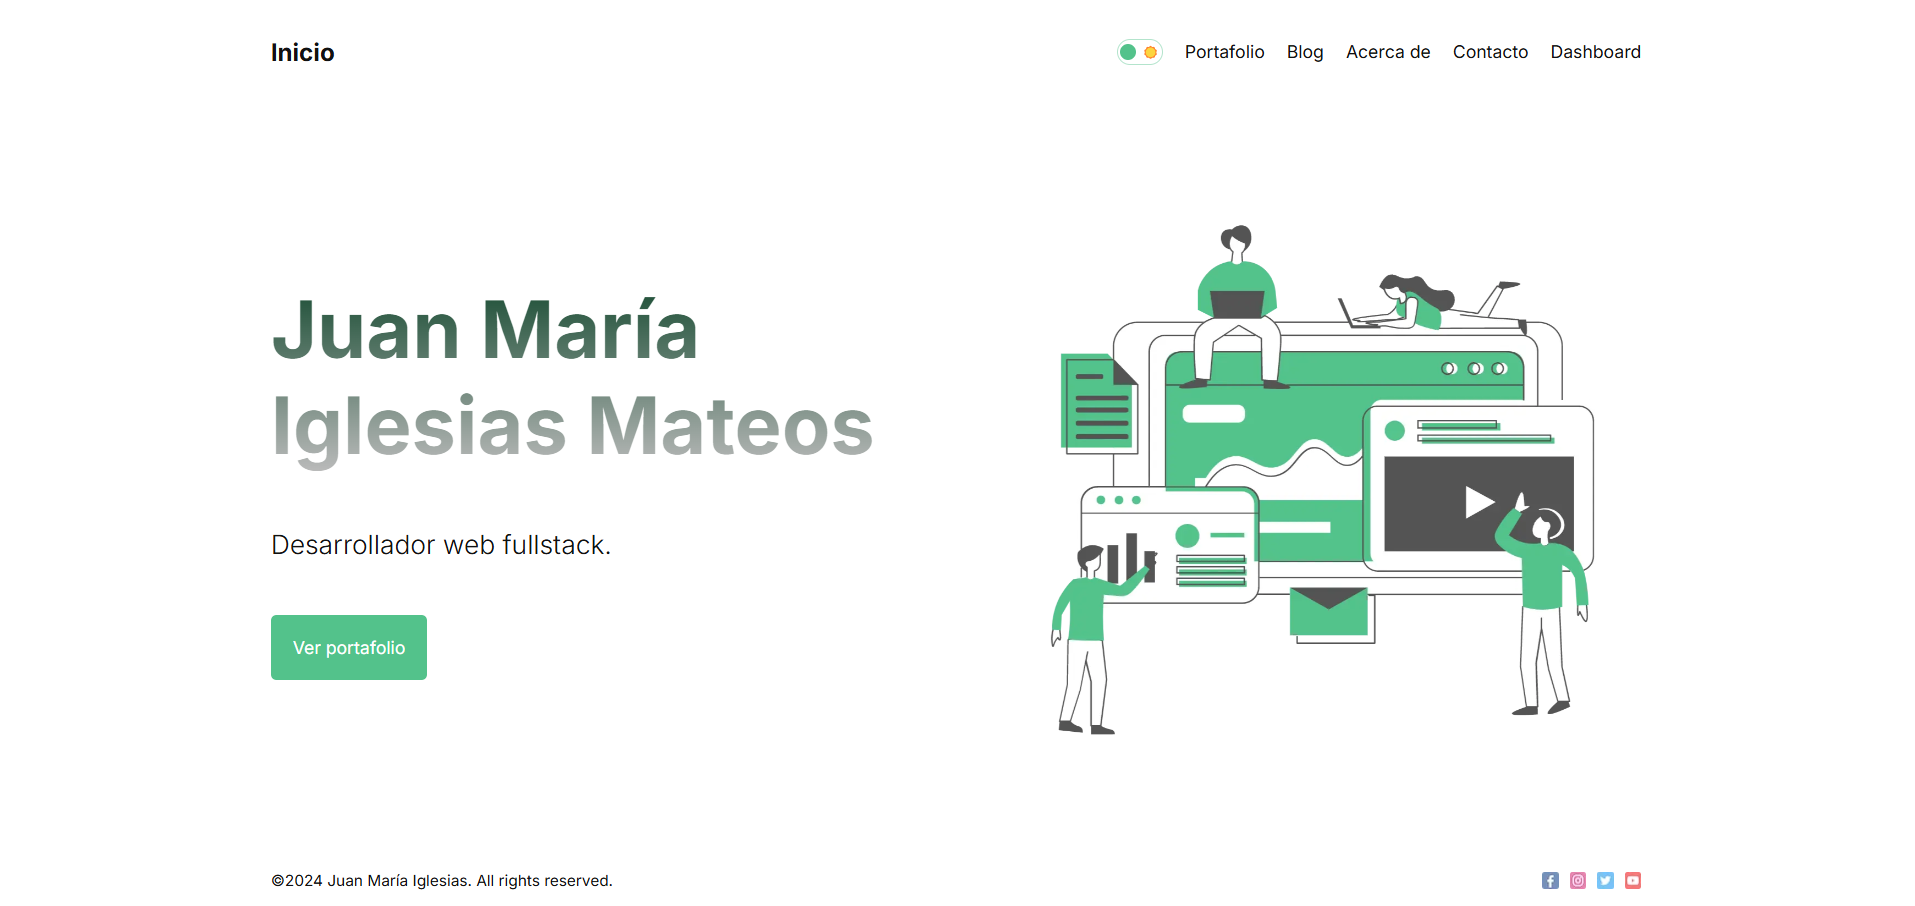 Inicio
Portafolio Blog Acerca de Contacto Dashboard
Juan María
Iglesias Mateos
Desarrollador web fullstack.
Ver portafolio
©2024 Juan María Iglesias. All rights reserved.